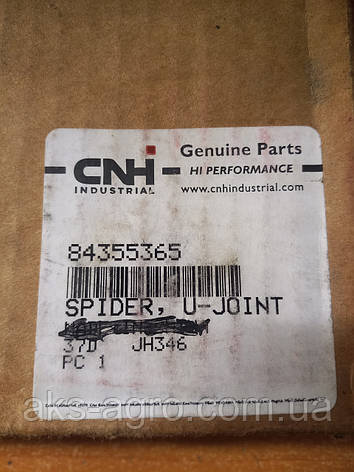 CNH
INDUSTRIAL
Genuine Parts
HI PERFORMANCE
www.cnhindustrial.com
84355365
SPIDER, U-JOINT
37D JH346
PC 1
aks-agro.com.ua